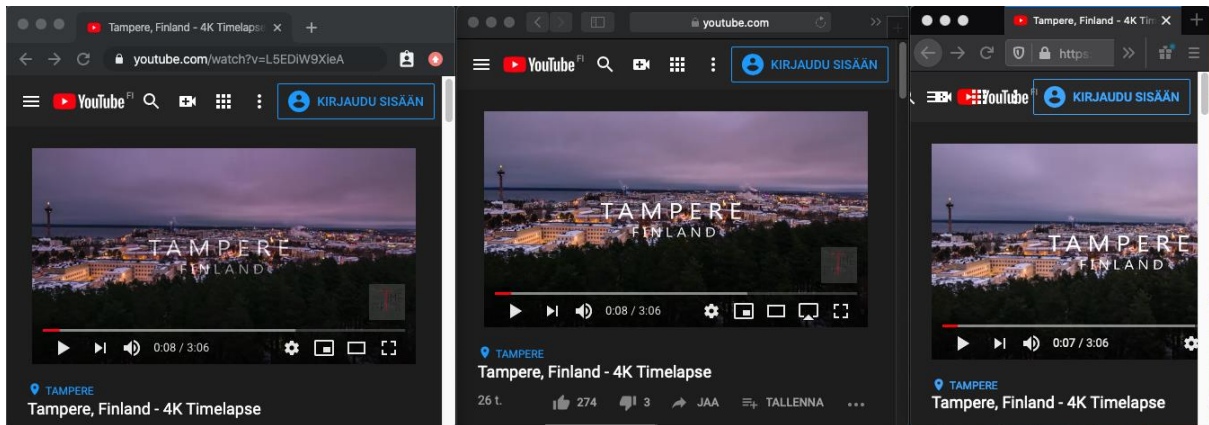 Tampere, Finland - 4K Timelapse
youtube.com/watch?v=L5EDiW9XieA
YouTube FI
KIRJAUDU SISÄÄN
TAMPERE
FINLAND
0:08 / 3:06
TAMPERE
Tampere, Finland - 4K Timelapse
youtube.com
YouTube FI
KIRJAUDU SISÄÄN
TAMPERE
FINLAND
0:08 / 3:06
TAMPERE
Tampere, Finland - 4K Timelapse
26 t. 274 3 JAA TALLENNA
Tampere, Finland - 4K Tim
https:
YouTube FI
KIRJAUDU SISÄÄN
TAMPERE
FINLAND
0:07 / 3:06
TAMPERE
Tampere, Finland - 4K Timelapse